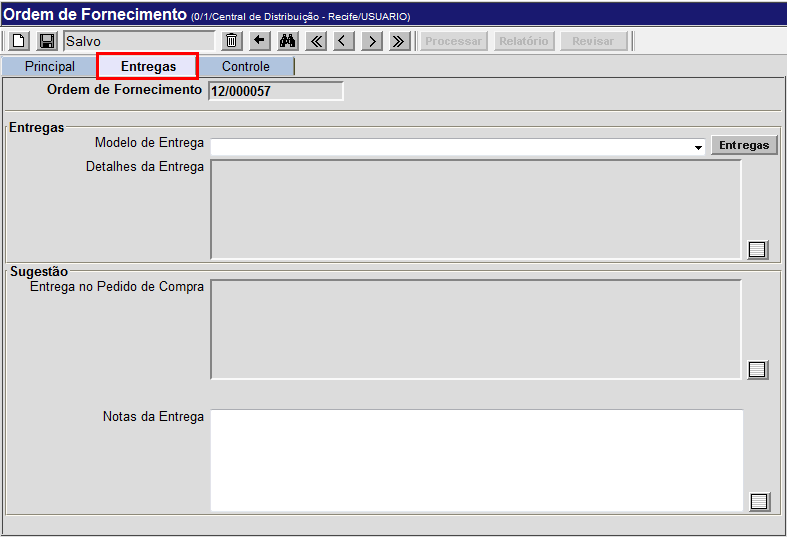 Ordem de Fornecimento (0/1/Central de Distribuição - Recife/USUARIO)
Salvo
Processar Relatório Revisar
Principal Entregas Controle
Ordem de Fornecimento 12/000057
Entregas
Modelo de Entrega Entregas
Detalhes da Entrega
Sugestão
Entrega no Pedido de Compra
Notas da Entrega